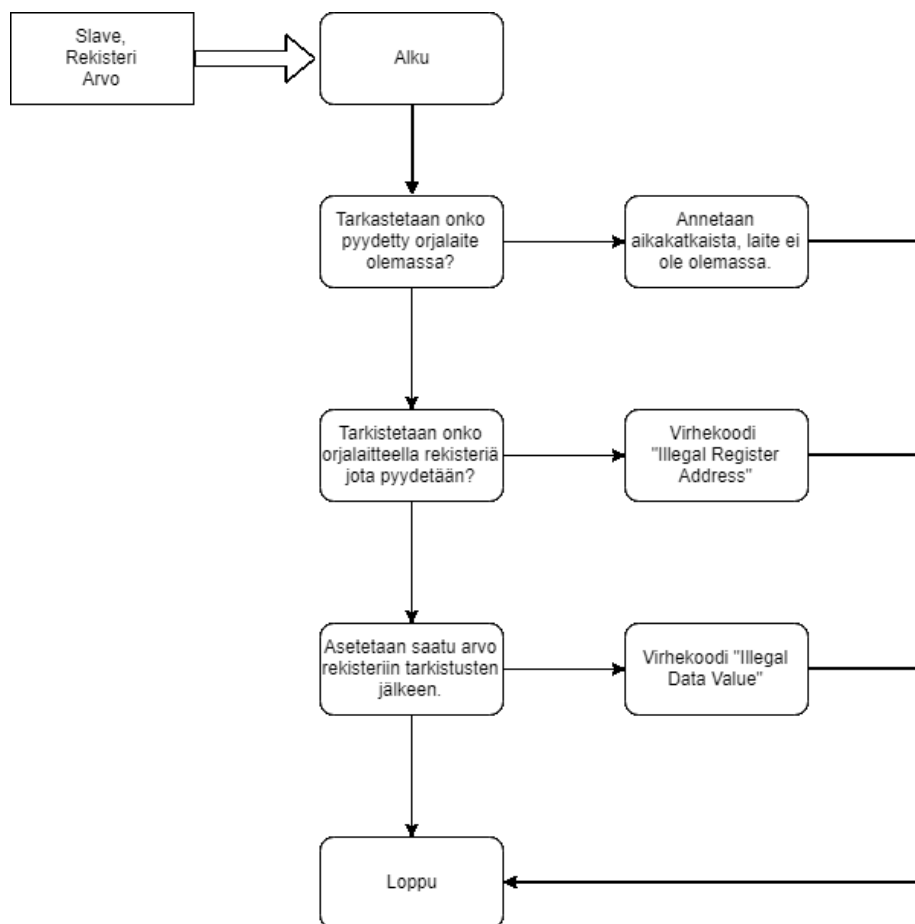 Slave,
Rekisteri
Arvo
Alku
Tarkastetaan onko
pyydetty orjalaite
olemassa?
Annetaan
aikakatkaista, laite ei
ole olemassa.
Tarkistetaan onko
orjalaitteella rekisteriä
jota pyydetään?
Virhekoodi
"Illegal Register
Address"
Asetetaan saatu arvo
rekisteriin tarkistusten
jälkeen.
Virhekoodi "Illegal
Data Value"
Loppu